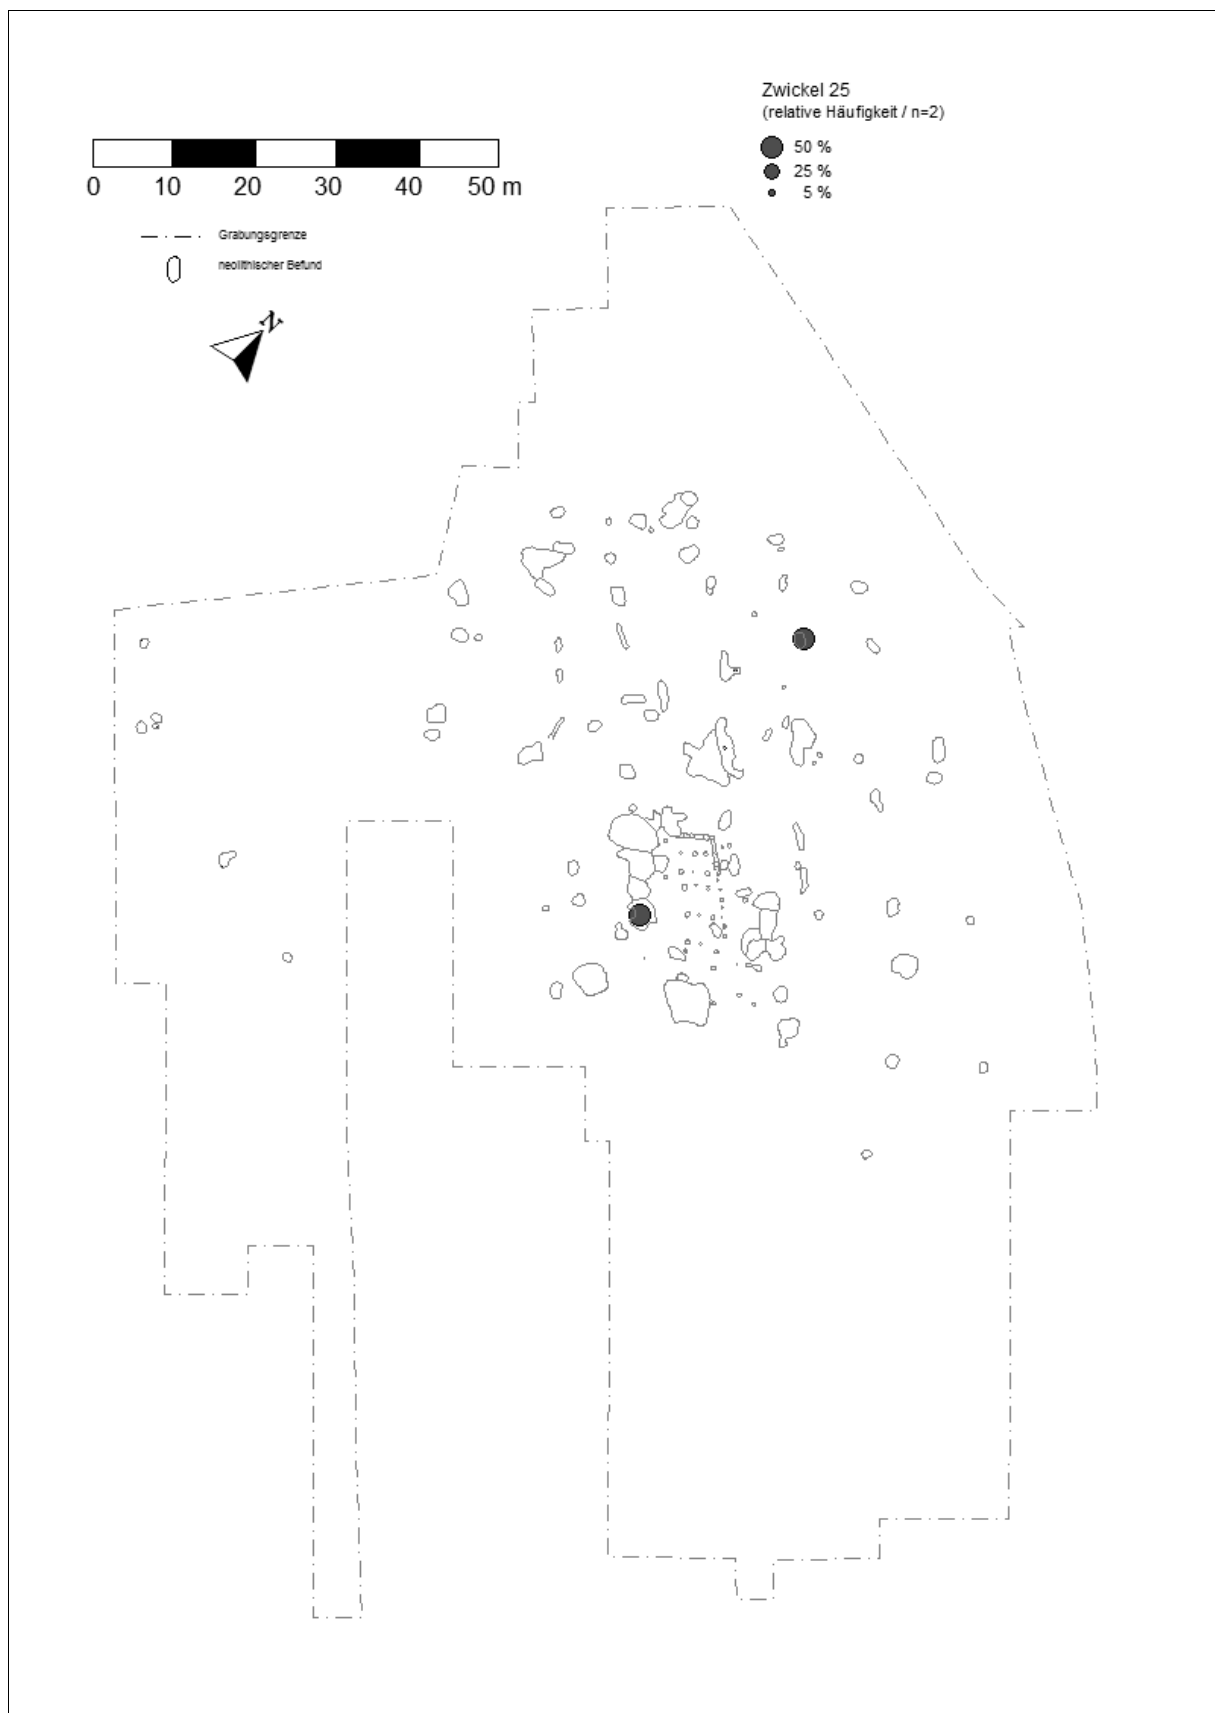 Zwickel 25
(relative Häufigkeit / n=2)
50 %
25 %
5 %
0 10 20 30 40 50 m
Grabungsgrenze
neolithischer Befund
N